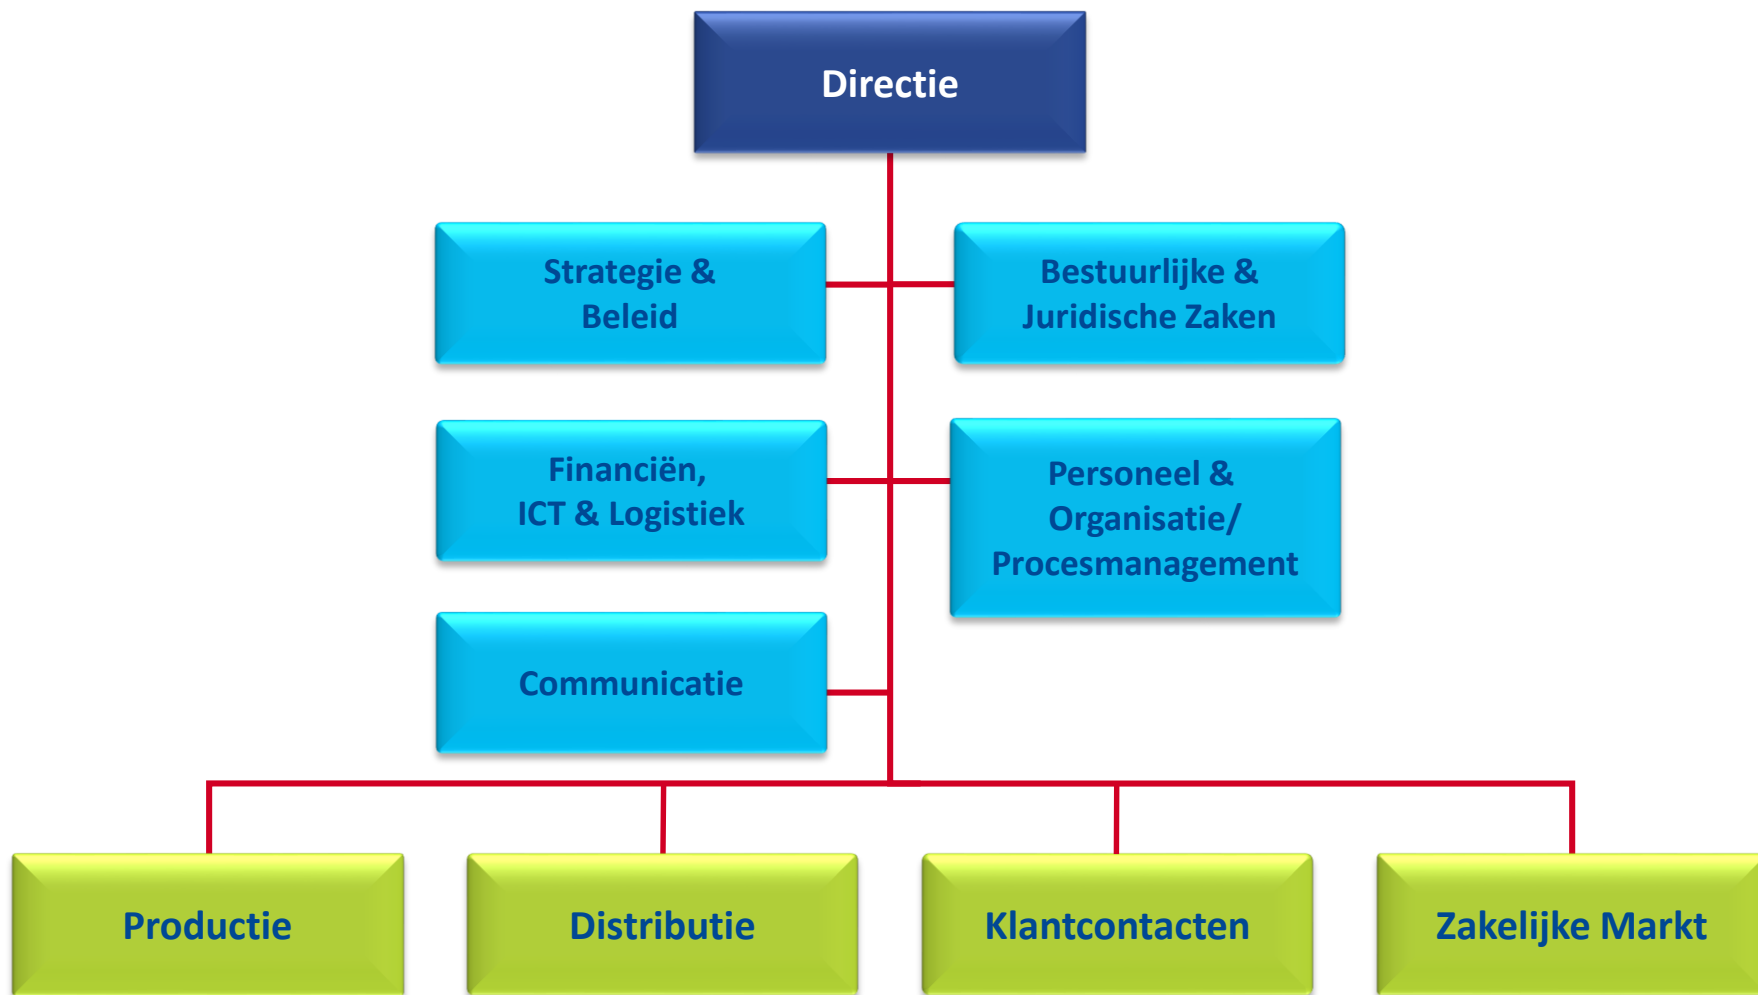 Directie
Strategie &
Beleid
Bestuurlijke &
Juridische Zaken
Financiën,
ICT & Logistiek
Personeel &
Organisatie/
Procesmanagement
Communicatie
Productie
Distributie
Klantcontacten
Zakelijke Markt